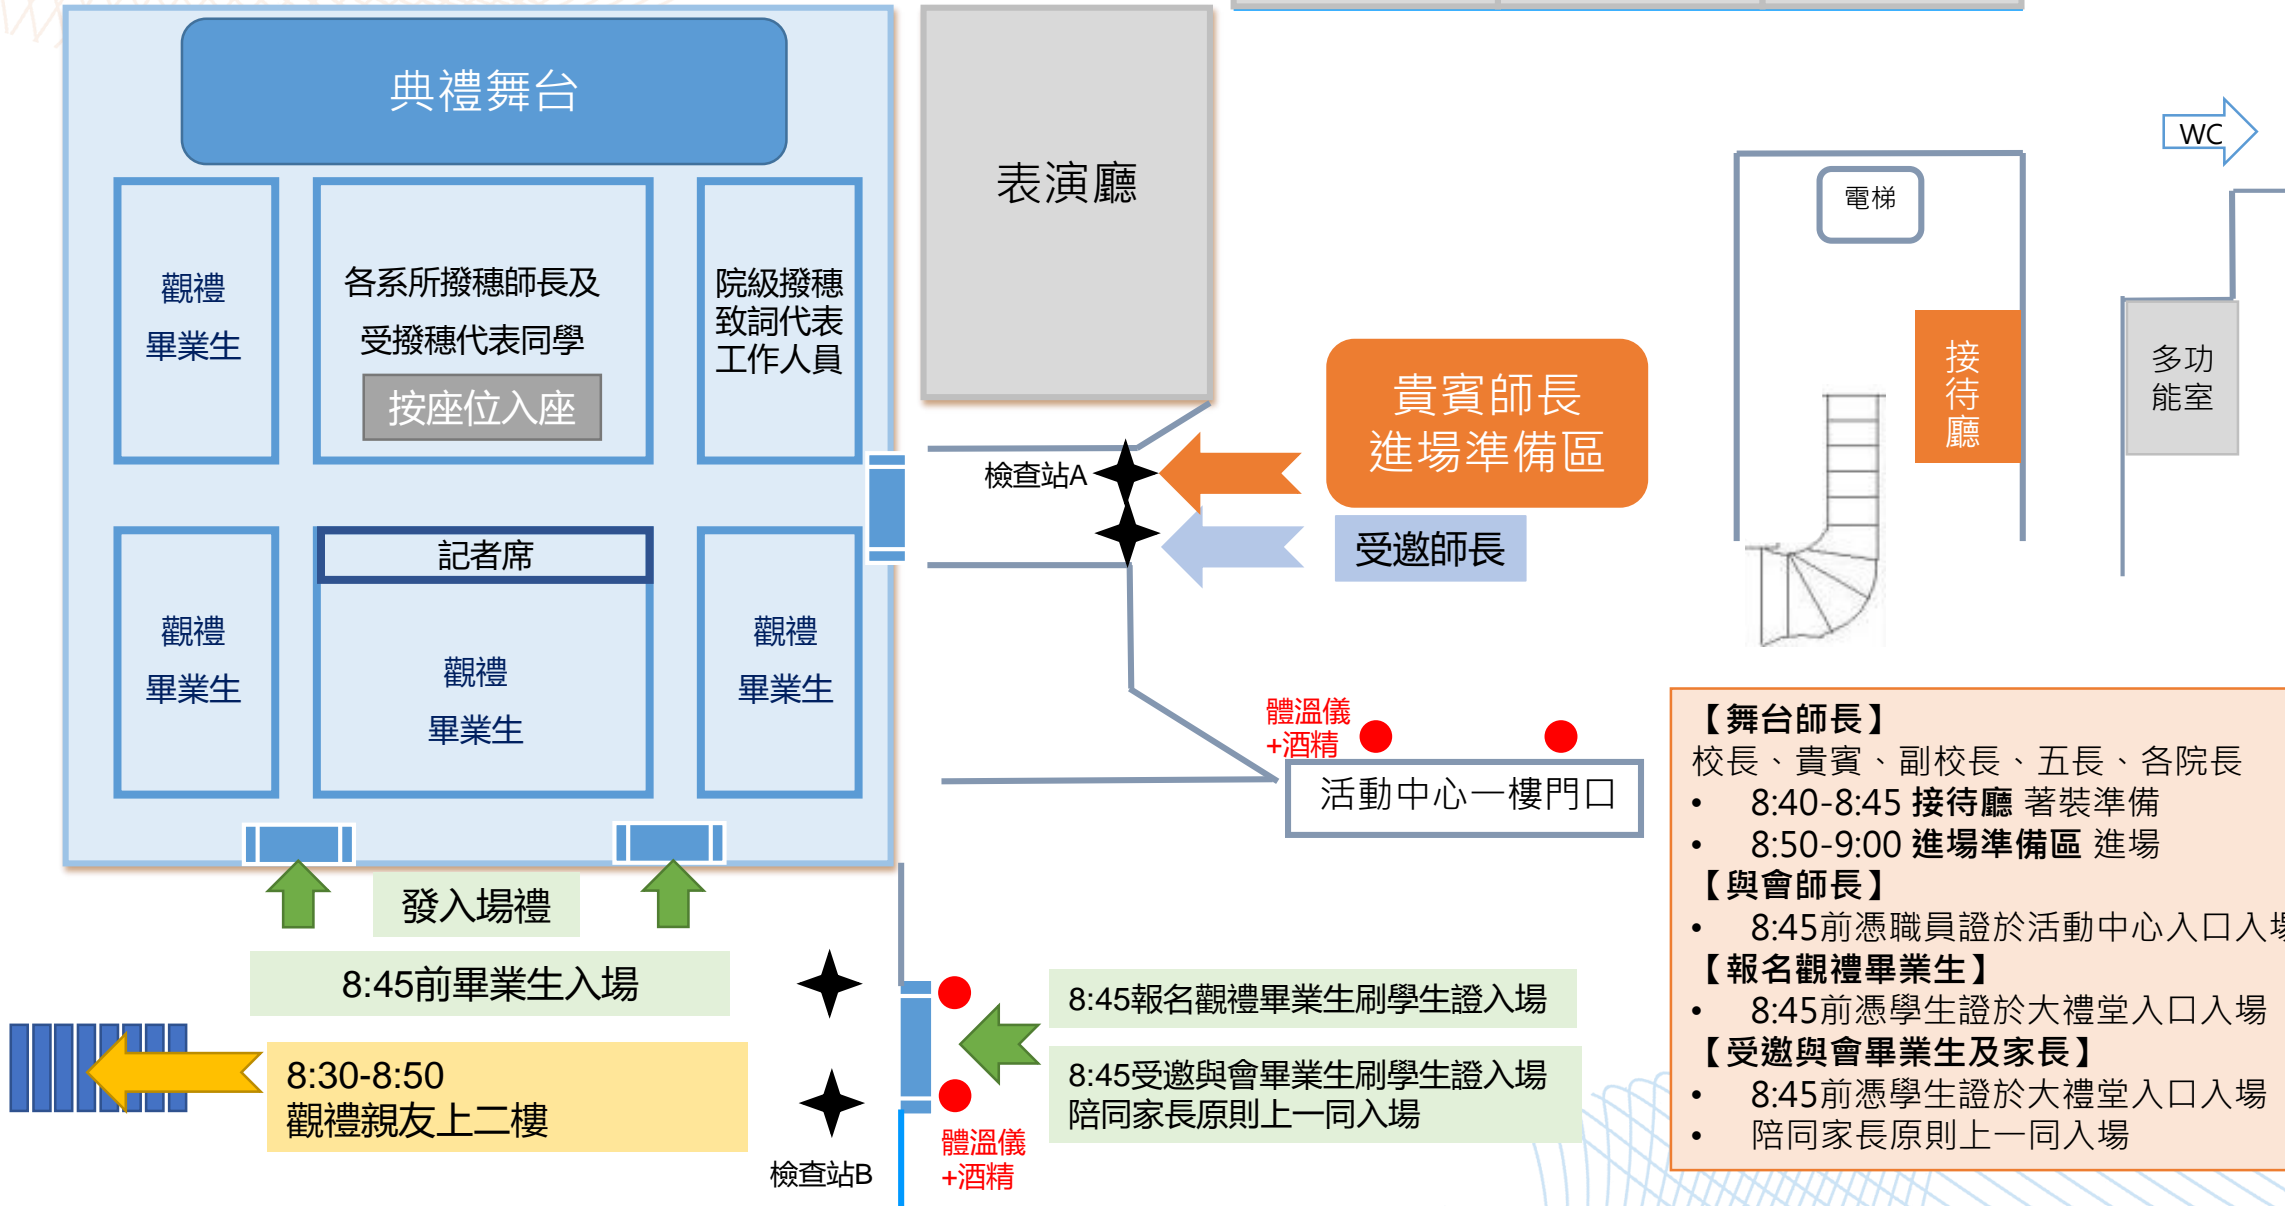 典禮舞台
表演廳
WC
電梯
觀禮
畢業生
各系所撥穗師長及
受撥穗代表同學
按座位入座
院級撥穗
致詞代表
工作人員
貴賓師長
進場準備區
接待廳
多功
能室
檢查站A
受邀師長
記者席
觀禮
畢業生
觀禮
畢業生
觀禮
畢業生
體溫儀
+酒精
活動中心一樓門口
發入場禮
8:45前畢業生入場
8:30-8:50
觀禮親友上二樓
8:45報名觀禮畢業生刷學生證入場
8:45受邀與會畢業生刷學生證入場
陪同家長原則上一同入場
體溫儀
+酒精
檢查站B
【舞台師長】
校長、貴賓、副校長、五長、各院長
• 8:40-8:45 接待廳 著裝準備
• 8:50-9:00 進場準備區 進場
【與會師長】
• 8:45前憑職員證於活動中心入口入場
【報名觀禮畢業生】
• 8:45前憑學生證於大禮堂入口入場
【受邀與會畢業生及家長】
• 8:45前憑學生證於大禮堂入口入場
• 陪同家長原則上一同入場